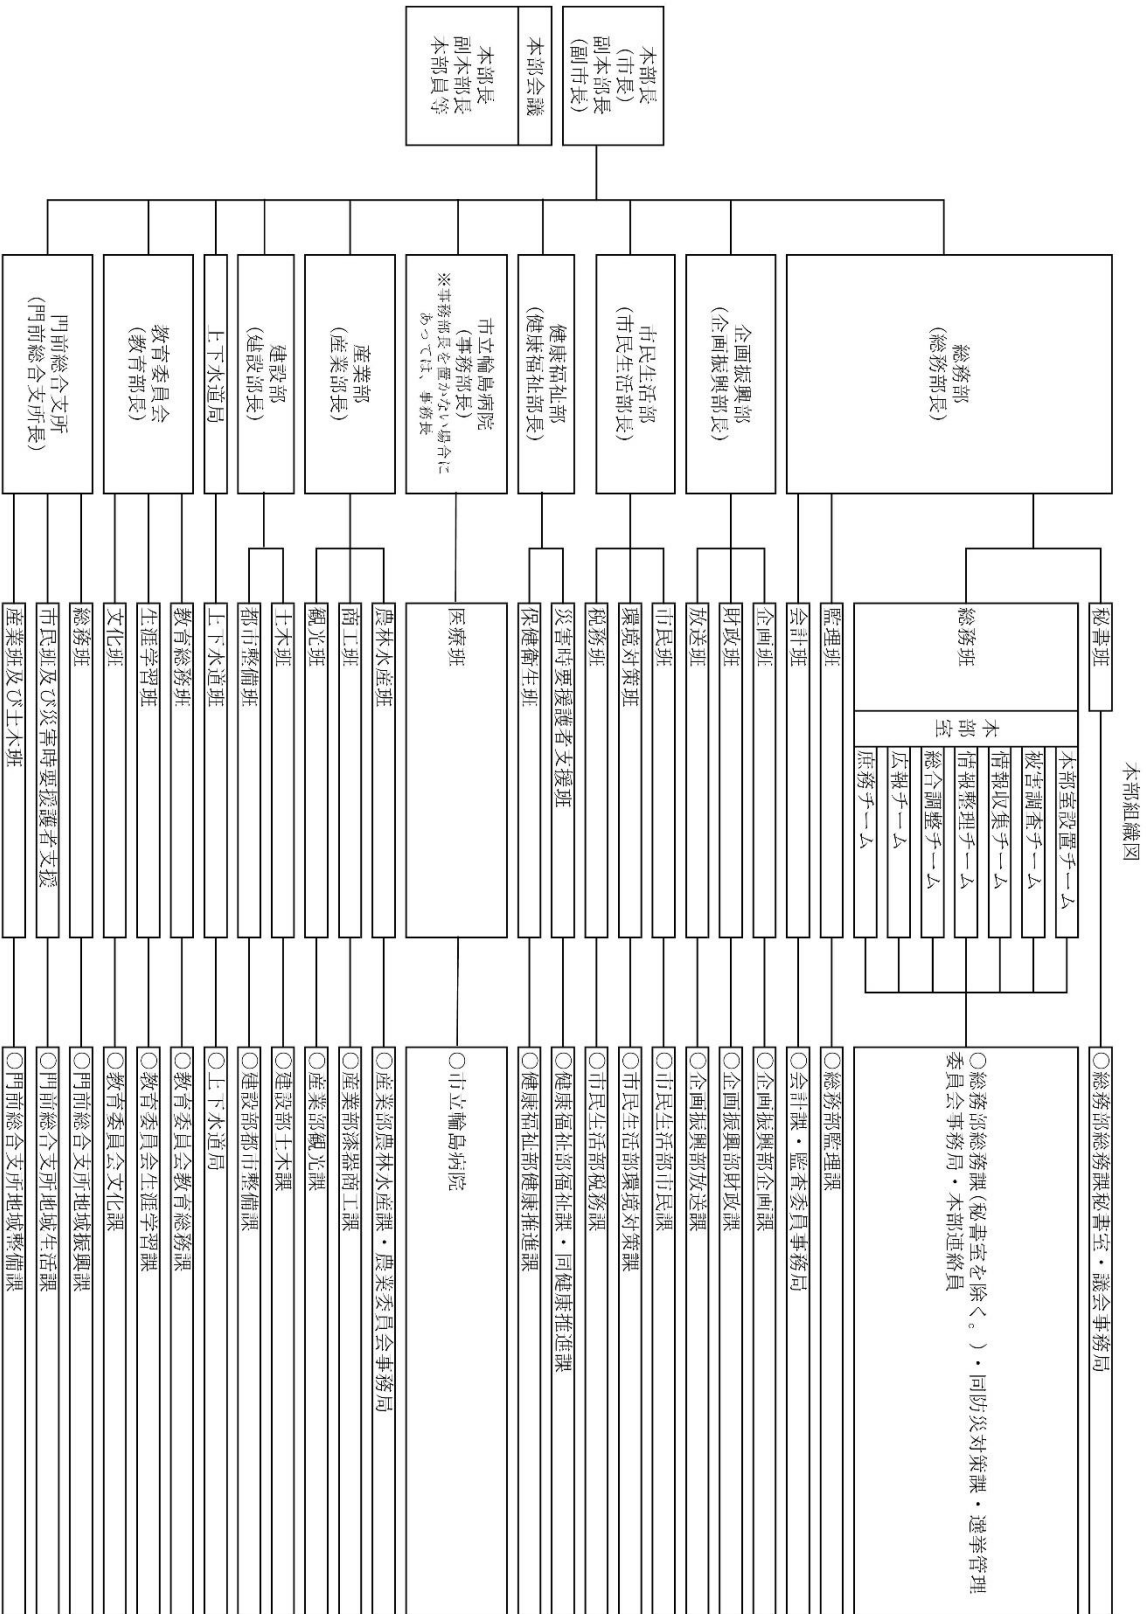 本部組織図
本部長
(市長)
副本部長
(副市長)
本部会議
本部長
副本部長
本部員等
総務部
(総務部長)
秘書班
○総務部総務課秘書室・議会事務局
総務班
本部室
本部室設置チーム
被害調査チーム
情報収集チーム
情報整理チーム
総合調整チーム
広報チーム
庶務チーム
○総務部総務課(秘書室を除く。)・同防災対策課・選挙管理
委員会事務局・本部連絡員
監理班
○総務部監理課
会計班
○会計課・監査委員事務局
企画振興部
(企画振興部長)
企画班
○企画振興部企画課
財政班
○企画振興部財政課
放送班
○企画振興部放送課
市民生活部
(市民生活部長)
市民班
○市民生活部市民課
環境対策班
○市民生活部環境対策課
税務班
○市民生活部税務課
健康福祉部
(健康福祉部長)
災害時要援護者支援班
○健康福祉部福祉課・同健康推進課
保健衛生班
○健康福祉部健康推進課
市立輪島病院
(事務部長)
※事務部長を置かない場合に
あっては、事務長
医療班
○市立輪島病院
産業部
(産業部長)
農林水産班
○産業部農林水産課・農業委員会事務局
商工班
○産業部漆器商工課
観光班
○産業部観光課
建設部
(建設部長)
土木班
○建設部土木課
都市整備班
○建設部都市整備課
上下水道局
上下水道班
○上下水道局
教育委員会
(教育部長)
教育総務班
○教育委員会教育総務課
生涯学習班
○教育委員会生涯学習課
文化班
○教育委員会文化課
門前総合支所
(門前総合支所長)
総務班
○門前総合支所地域振興課
市民班及び災害時要援護者支援
○門前総合支所地域生活課
産業班及び土木班
○門前総合支所地域整備課